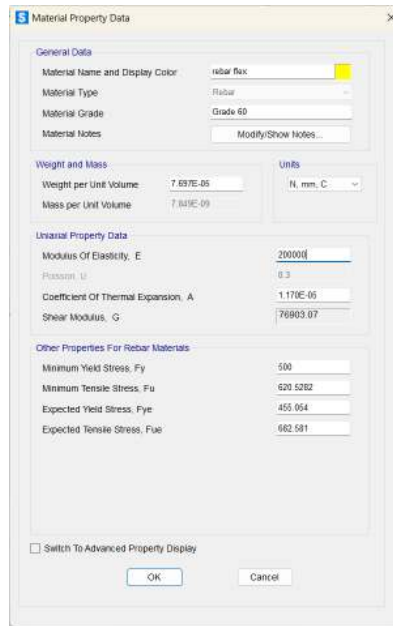 S Material Property Data
General Data
Material Name and Display Color rebar flex
Material Type Rebar
Material Grade Grade 60
Material Notes Modify/Show Notes...
Weight and Mass
Units
Weight per Unit Volume 7.697E-05 N, mm, C
Mass per Unit Volume 7.849E-09
Uniaxial Property Data
Modulus Of Elasticity, E 200000
Poisson, U 0.3
Coefficient Of Thermal Expansion, A 1.170E-05
Shear Modulus, G 76903.07
Other Properties For Rebar Materials
Minimum Yield Stress, Fy 500
Minimum Tensile Stress, Fu 620.5282
Expected Yield Stress, Fye 455.054
Expected Tensile Stress, Fue 662.581
Switch To Advanced Property Display
OK Cancel